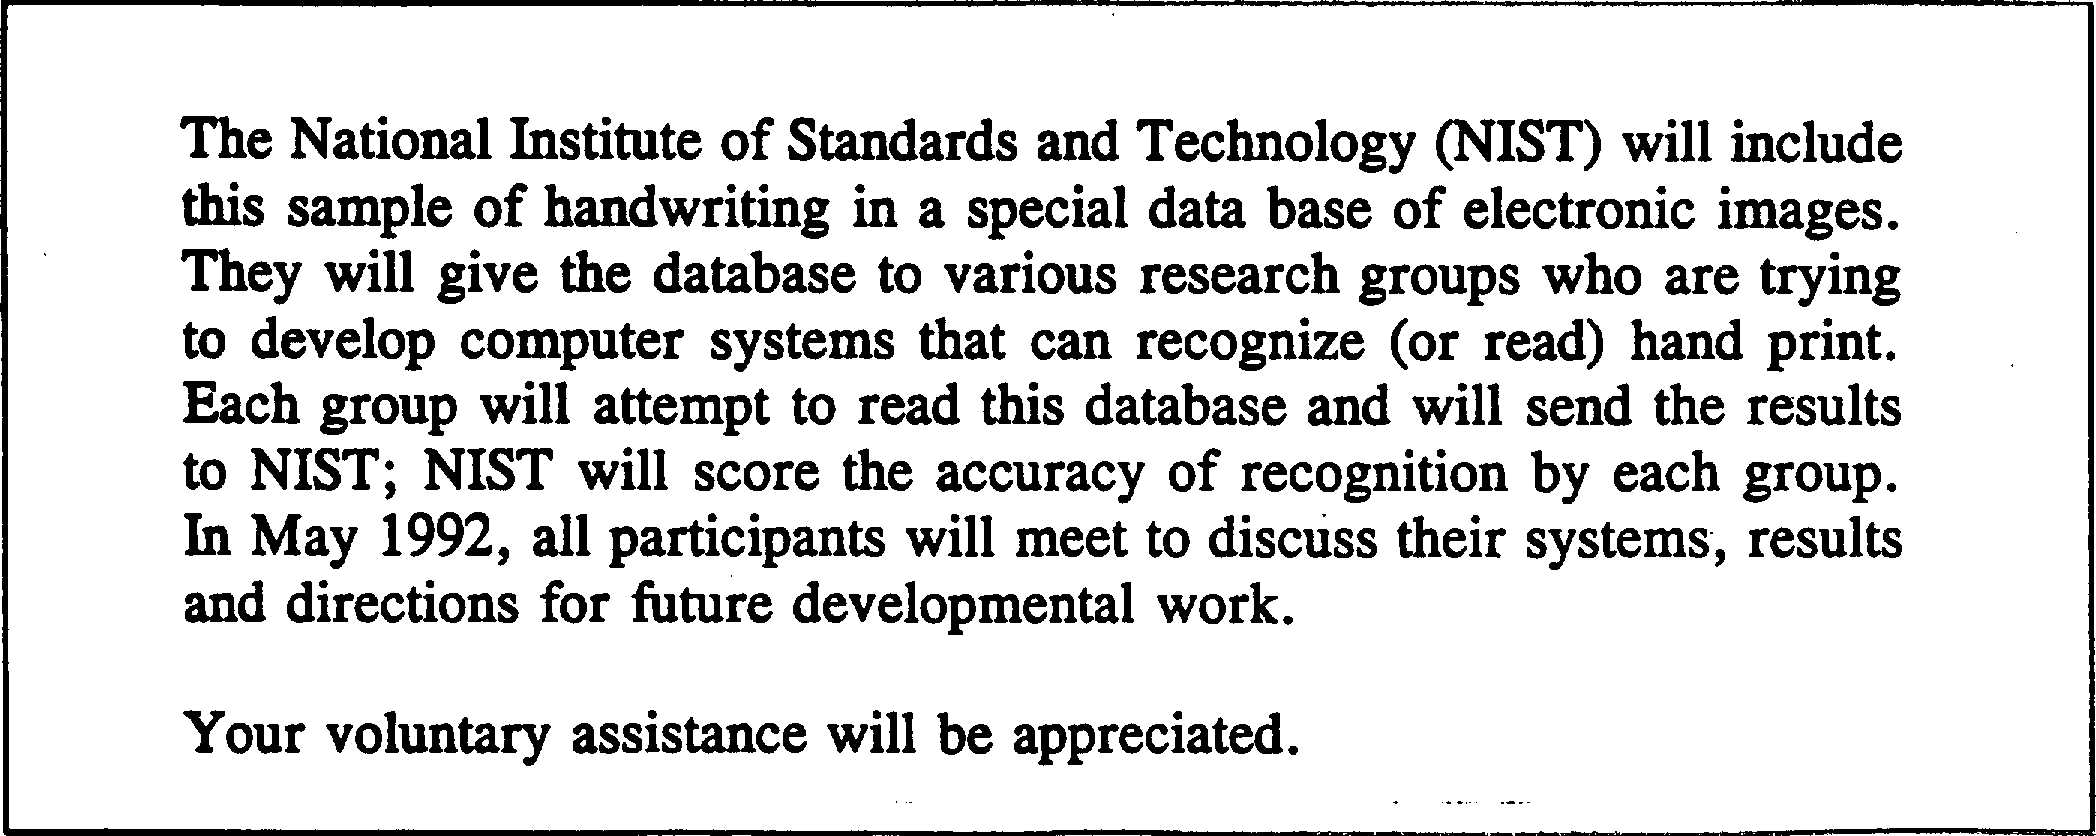 The National Institute of Standards and Technology (NIST) will include
this sample of handwriting in a special data base of electronic images.
They will give the database to various research groups who are trying
to develop computer systems that can recognize (or read) hand print.
Each group will attempt to read this database and will send the results
to NIST; NIST will score the accuracy of recognition by each group.
In May 1992, all participants will meet to discuss their systems, results
and directions for future developmental work.
Your voluntary assistance will be appreciated.